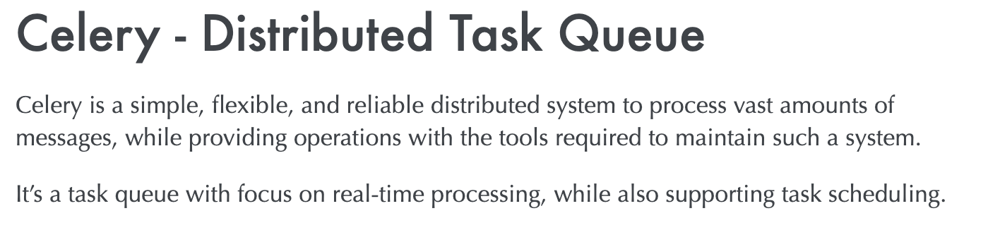 Celery - Distributed Task Queue
Celery is a simple, flexible, and reliable distributed system to process vast amounts of
messages, while providing operations with the tools required to maintain such a system.
It’s a task queue with focus on real-time processing, while also supporting task scheduling.